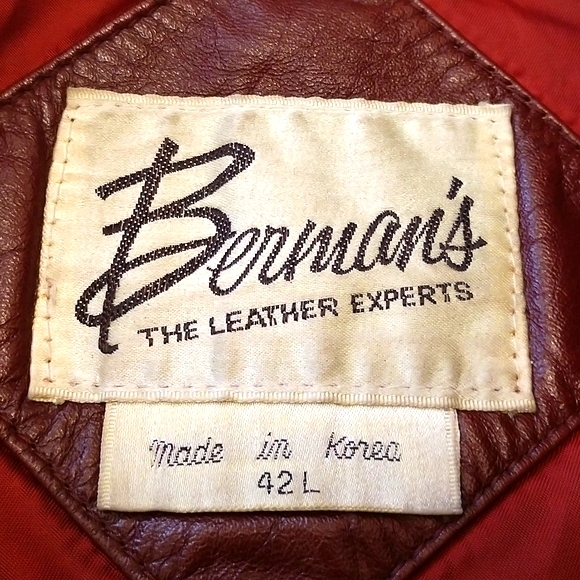 Berman's
THE LEATHER EXPERTS
made in Korea
42 L